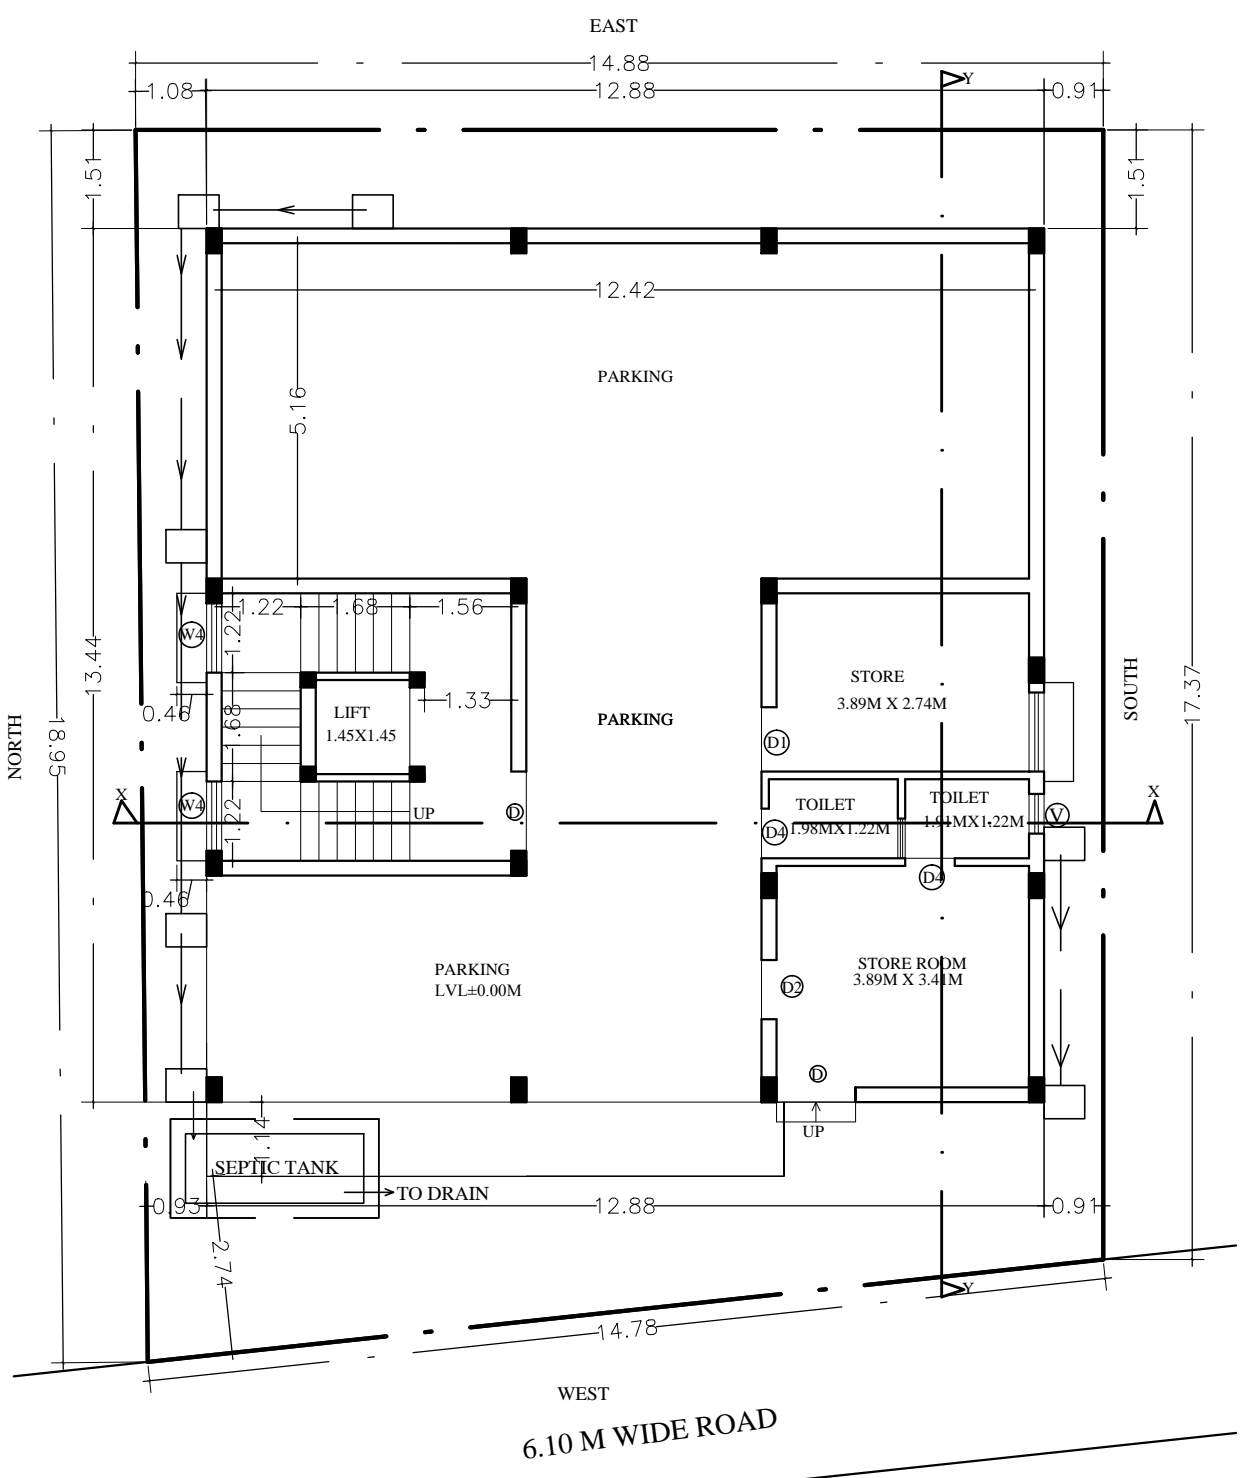 EAST
14.88
1.08
12.88
0.91
Y
1.51
1.51
12.42
PARKING
5.16
1.22
1.68
1.56
1.22
W4
13.44
18.95
17.37
NORTH
SOUTH
STORE
3.89M X 2.74M
0.46
1.68
LIFT
1.45X1.45
1.33
PARKING
D1
X
X
W4
1.22
UP
D
TOILET
1.98MX1.22M
D4
TOILET
1.91MX1.22M
V
D4
0.46
PARKING
LVL±0.00M
STORE ROOM
3.89M X 3.41M
D2
D
UP
1.14
SEPTIC TANK
TO DRAIN
0.93
12.88
0.91
2.74
Y
14.78
WEST
6.10 M WIDE ROAD